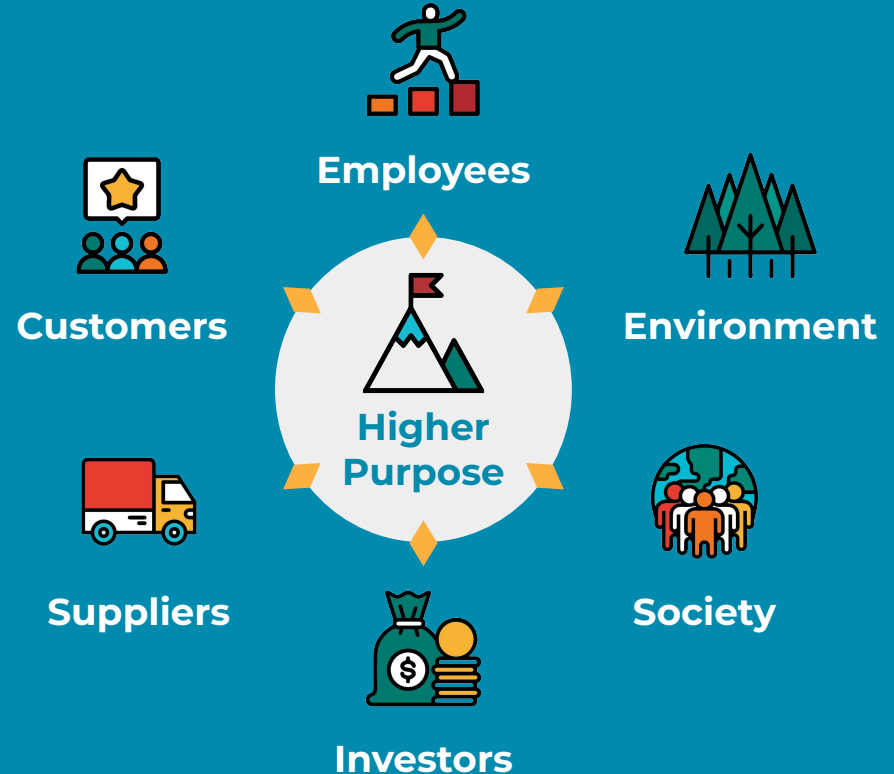 Employees
Customers
Environment
Higher
Purpose
$
Suppliers
Society
Investors